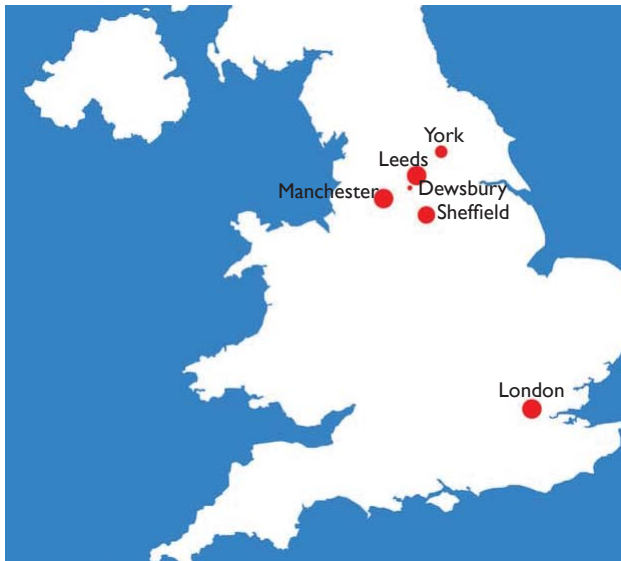 York
Leeds
Dewsbury
Manchester
Sheffield
London